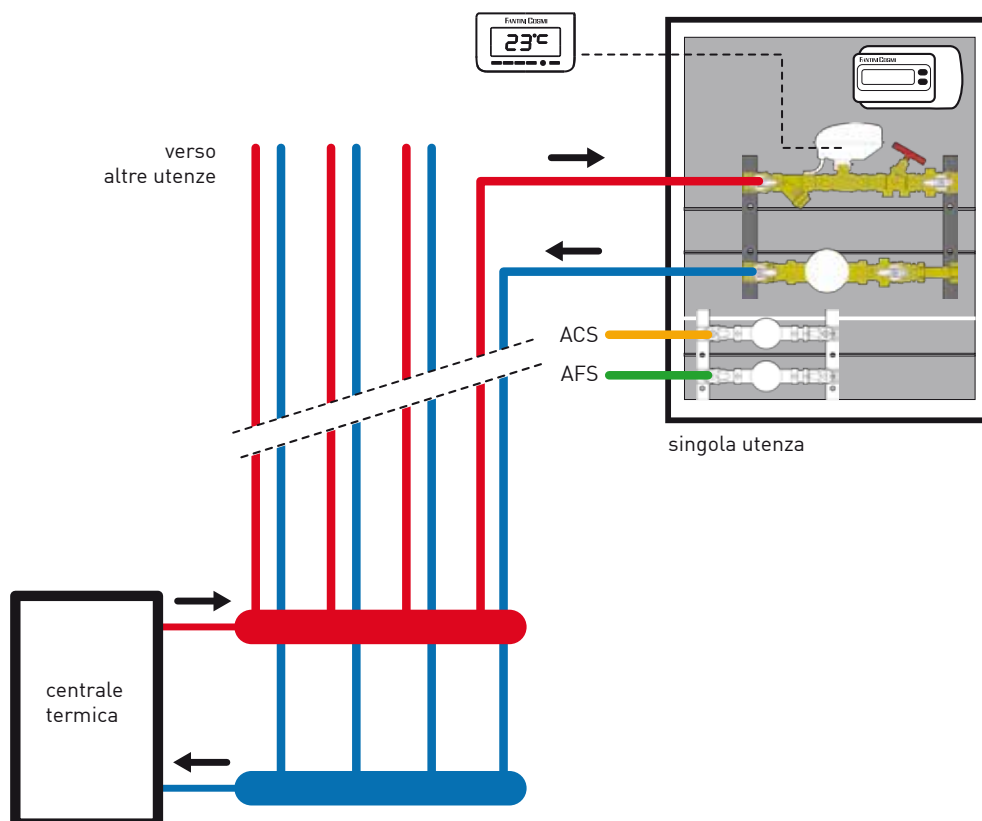 FANTINI COSMI
23°C
FANTINI COSMI
verso
altre utenze
ACS
AFS
singola utenza
centrale
termica